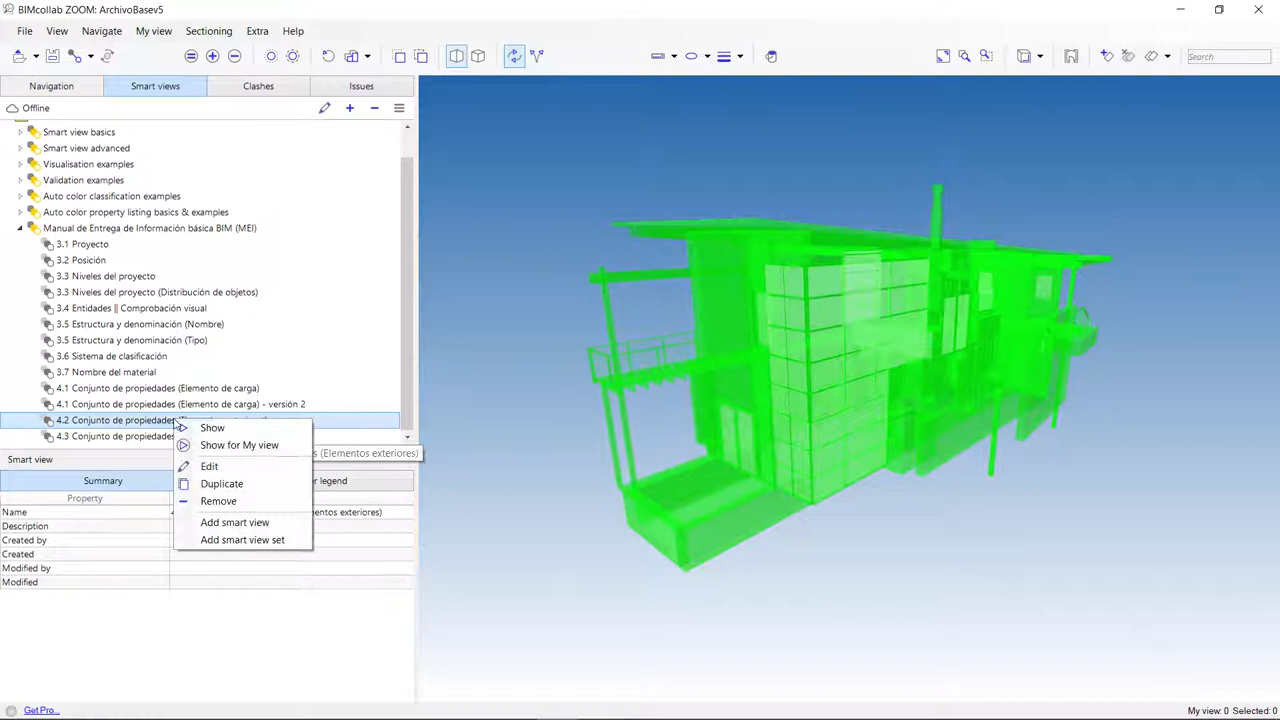 BIMcollab ZOOM: ArchivoBasev5
File View Navigate My view Sectioning Extra Help
Search
Navigation Smart views Clashes Issues
Offline
Smart view basics
Smart view advanced
Visualisation examples
Validation examples
Auto color classification examples
Auto color property listing basics & examples
Manual de Entrega de Información básica BIM (MEI)
3.1 Proyecto
3.2 Posición
3.3 Niveles del proyecto
3.3 Niveles del proyecto (Distribución de objetos)
3.4 Entidades || Comprobación visual
3.5 Estructura y denominación (Nombre)
3.5 Estructura y denominación (Tipo)
3.6 Sistema de clasificación
3.7 Nombre del material
4.1 Conjunto de propiedades (Elemento de carga)
4.1 Conjunto de propiedades (Elemento de carga) - versión 2
4.2 Conjunto de propiedades
4.3 Conjunto de propiedades
Show
Show for My view
s (Elementos exteriores)
Edit
Duplicate
Remove
Add smart view
Add smart view set
Smart view
Summary
r legend
Property
Name
mentos exteriores)
Description
Created by
Created
Modified by
Modified
Get Pro...
My view: 0 Selected: 0